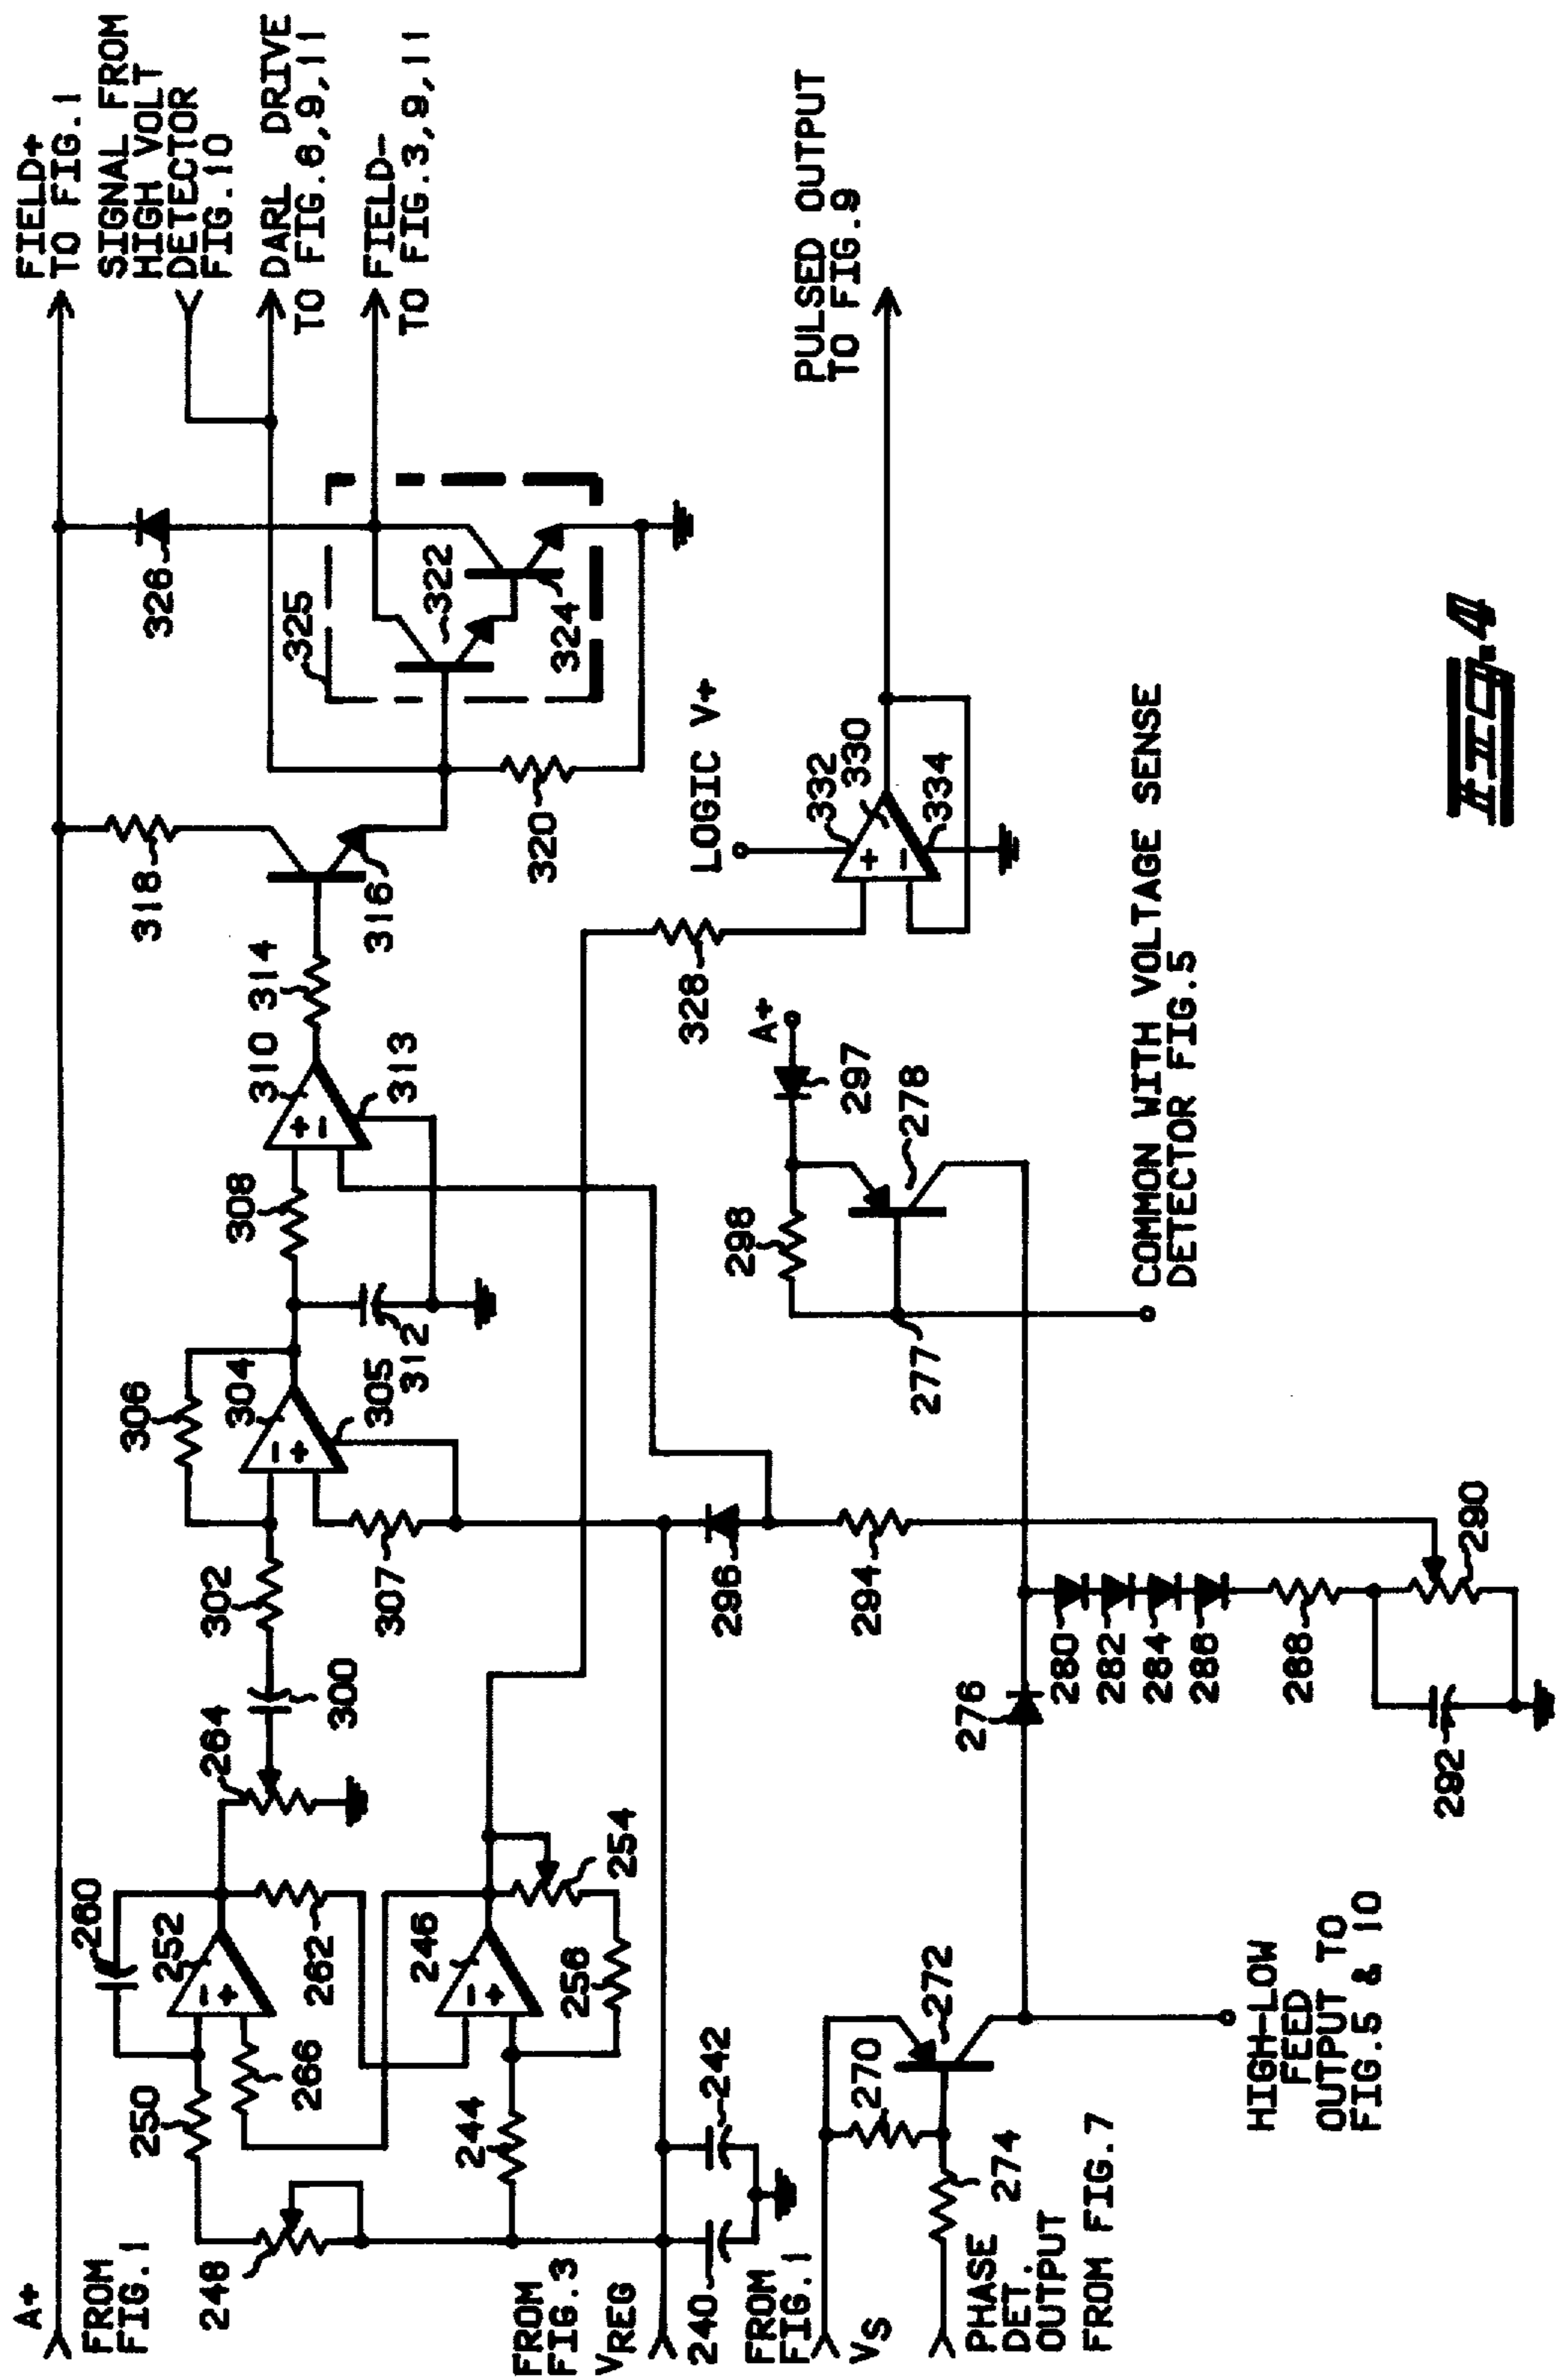 A+
FROM
FIG.1
FIELD+
TO FIG.1
SIGNAL FROM
HIGH VOLT
DETECTOR
FIG.10
DARL DRIVE
TO FIG.6,9,11
FIELD-
TO FIG.3,9,11
326
325
322
324
318
316
320
314
310
313
308
312
306
304
305
307
302
300
264
260
252
262
266
250
248
246
254
256
244
FROM
FIG.3
VREG
240
242
296
294
328
LOGIC V+
332
330
334
PULSED OUTPUT
TO FIG.9
FROM
FIG.1
VS
270
272
274
PHASE
DET.
OUTPUT
FROM FIG.7
276
HIGH-LOW
FEED
OUTPUT TO
FIG.5 & 10
280
282
284
286
288
290
292
A+
297
298
278
277
COMMON WITH VOLTAGE SENSE
DETECTOR FIG.5
+
-
+
-
+
-
+
-
+
-
FIG.4